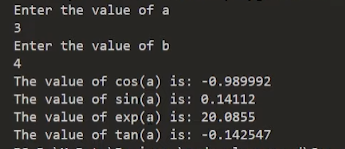 Enter the value of a
3
Enter the value of b
4
The value of cos(a) is: -0.989992
The value of sin(a) is: 0.14112
The value of exp(a) is: 20.0855
The value of tan(a) is: -0.142547